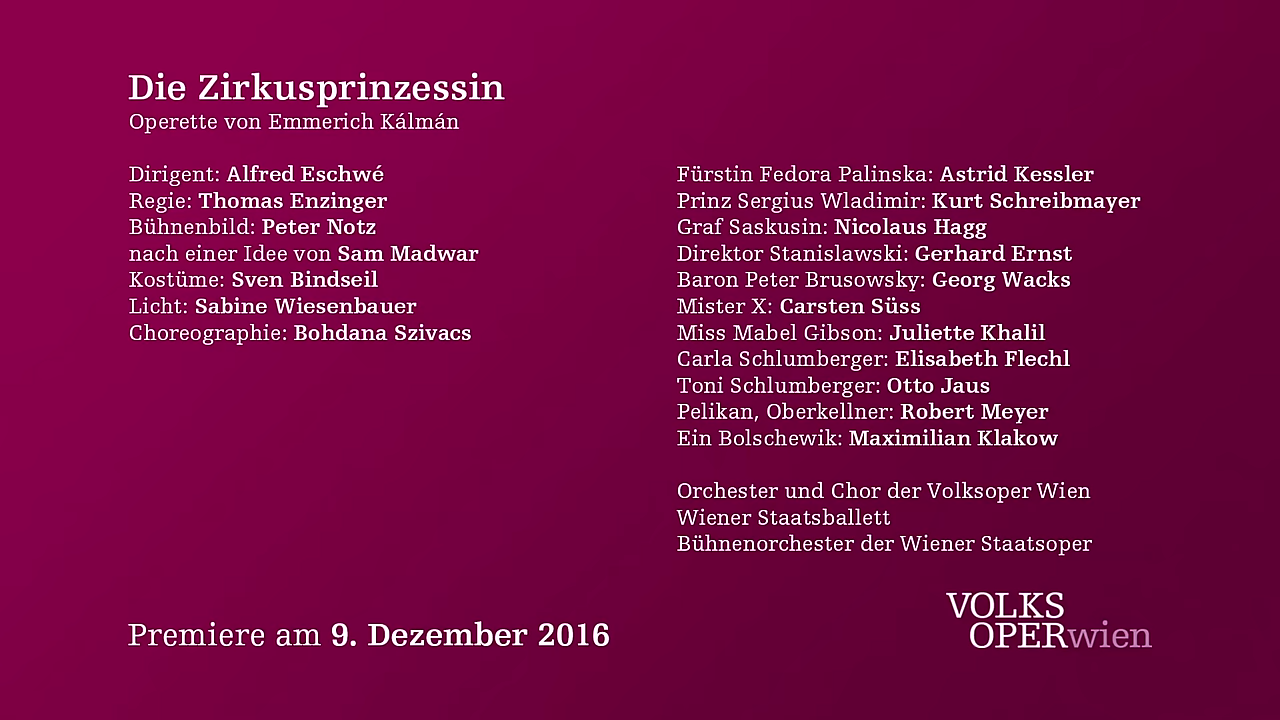 Die Zirkusprinzessin
Operette von Emmerich Kálmán
Dirigent: Alfred Eschwé
Regie: Thomas Enzinger
Bühnenbild: Peter Notz
nach einer Idee von Sam Madwar
Kostüme: Sven Bindseil
Licht: Sabine Wiesenbauer
Choreographie: Bohdana Szivacs
Fürstin Fedora Palinska: Astrid Kessler
Prinz Sergius Wladimir: Kurt Schreibmayer
Graf Saskusin: Nicolaus Hagg
Direktor Stanislawski: Gerhard Ernst
Baron Peter Brusowsky: Georg Wacks
Mister X: Carsten Süss
Miss Mabel Gibson: Juliette Khalil
Carla Schlumberger: Elisabeth Flechl
Toni Schlumberger: Otto Jaus
Pelikan, Oberkellner: Robert Meyer
Ein Bolschewik: Maximilian Klakow
Orchester und Chor der Volksoper Wien
Wiener Staatsballett
Bühnenorchester der Wiener Staatsoper
Premiere am 9. Dezember 2016
VOLKS
OPERwien